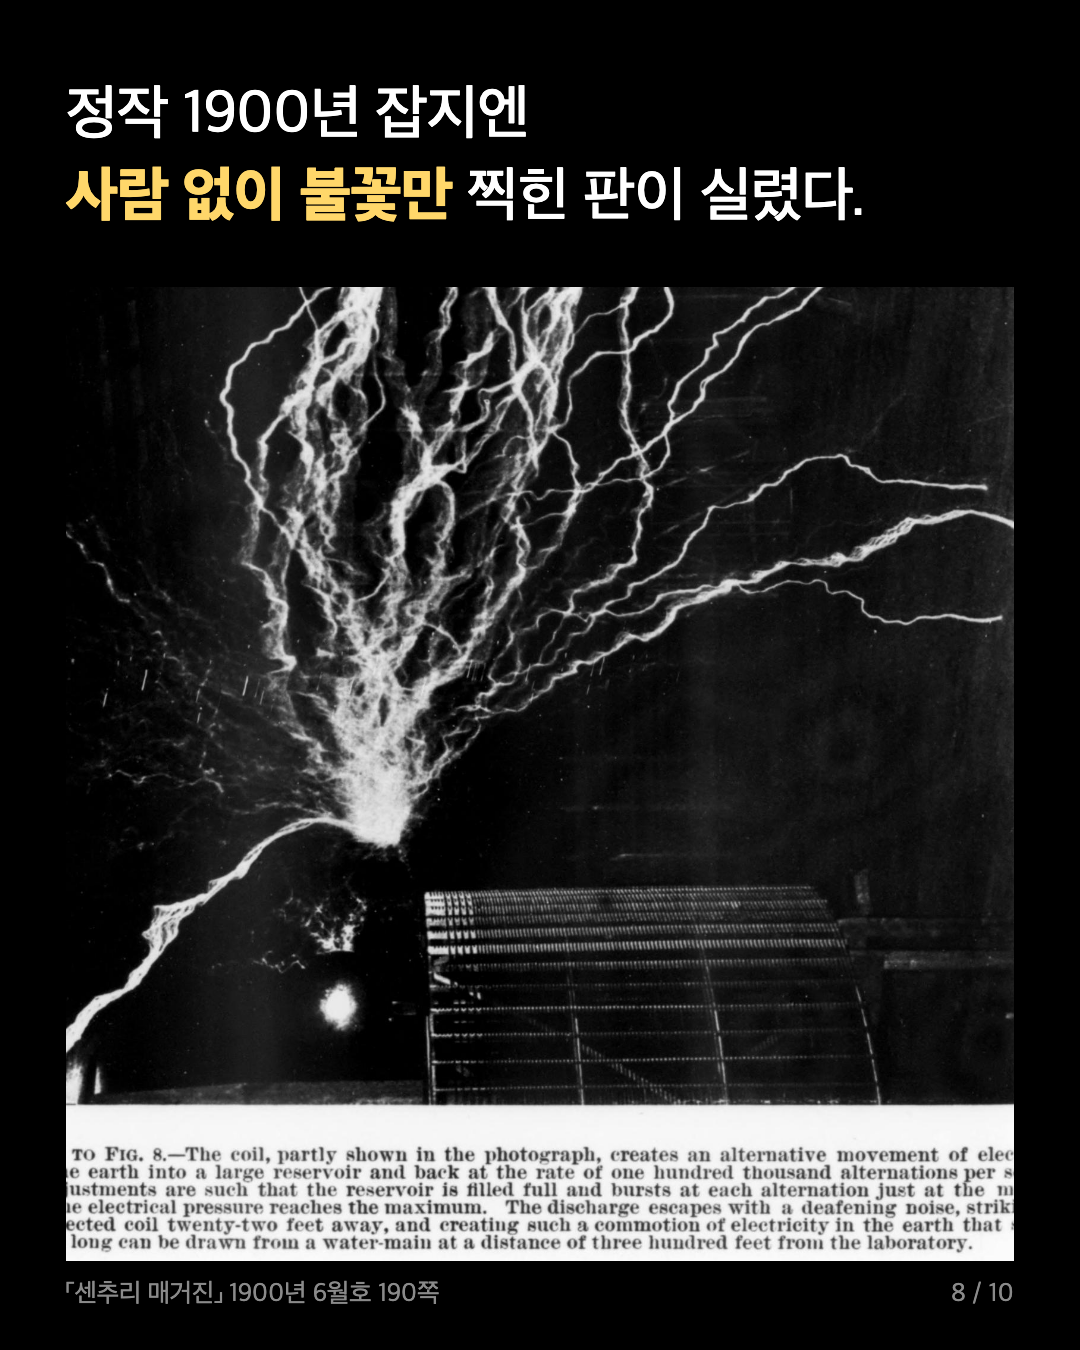 정작 1900년 잡지엔
사람 없이 불꽃만 찍힌 판이 실렸다.
TO FIG. 8.—The coil, partly shown in the photograph, creates an alternative movement of
earth into a large reservoir and back at the rate of one hundred thousand alternations per
are such that the reservoir is filled full and bursts at each alternation just at the
electrical pressure reaches the maximum. The discharge escapes with a deafening noise,
coil twenty-two feet away, and creating such a commotion of electricity in the earth that
long can be drawn from a water-main at a distance of three hundred feet from the laboratory.
「센추리 매거진」 1900년 6월호 190쪽
8 / 10